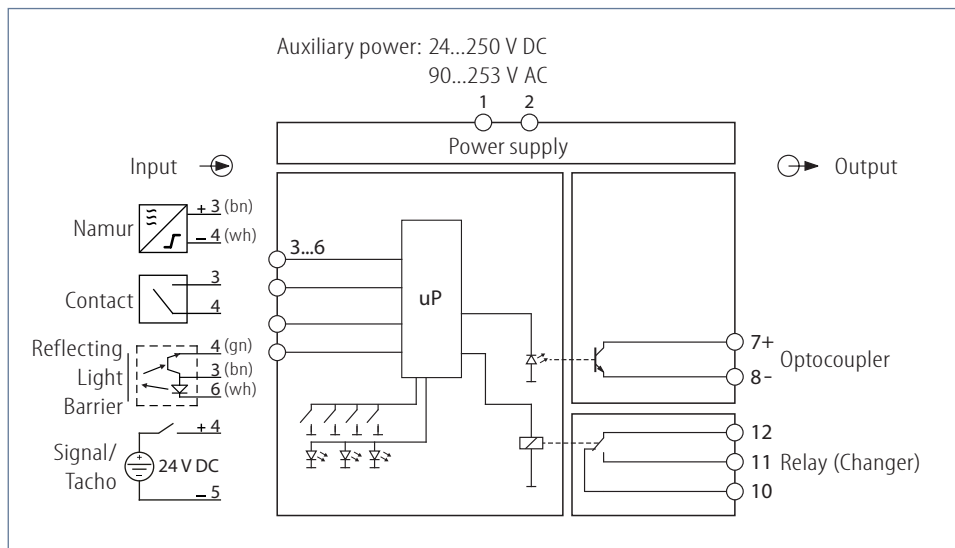 Auxiliary power: 24...250 V DC
90...253 V AC
1 2
Power supply
Input
Output
Namur
+ 3 (bn)
– 4 (wh)
Contact
3
4
Reflecting
Light
Barrier
4 (gn)
3 (bn)
6 (wh)
Signal/
Tacho
+ 4
24 V DC
– 5
3...6
uP
7+
8–
Optocoupler
12
11
10
Relay (Changer)